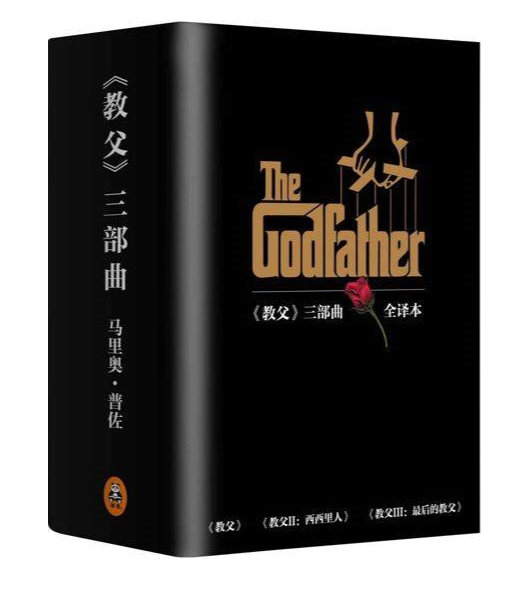 《教父》三部曲
马里奥·普佐
The
Godfather
《教父》三部曲 全译本
《教父》 《教父II：西西里人》 《教父III：最后的教父》